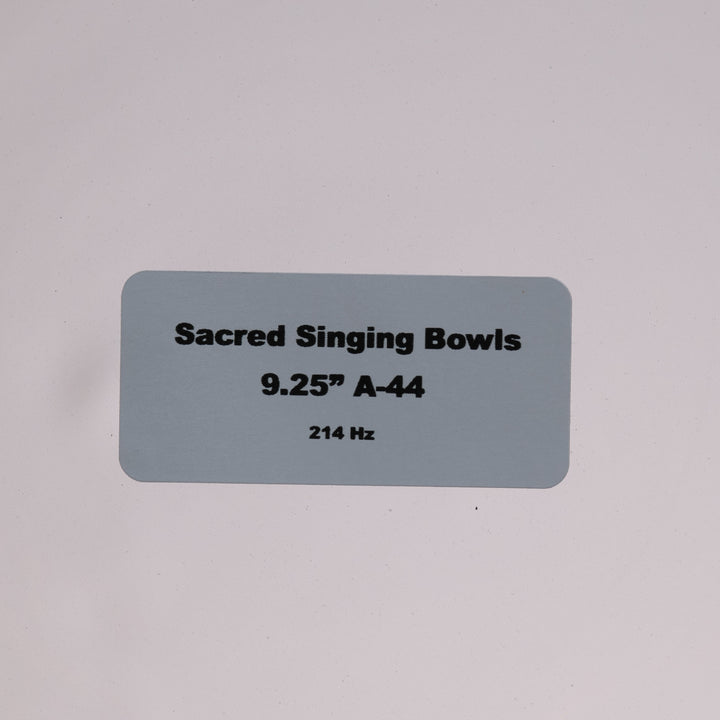 Sacred Singing Bowls
9.25” A-44
214 Hz